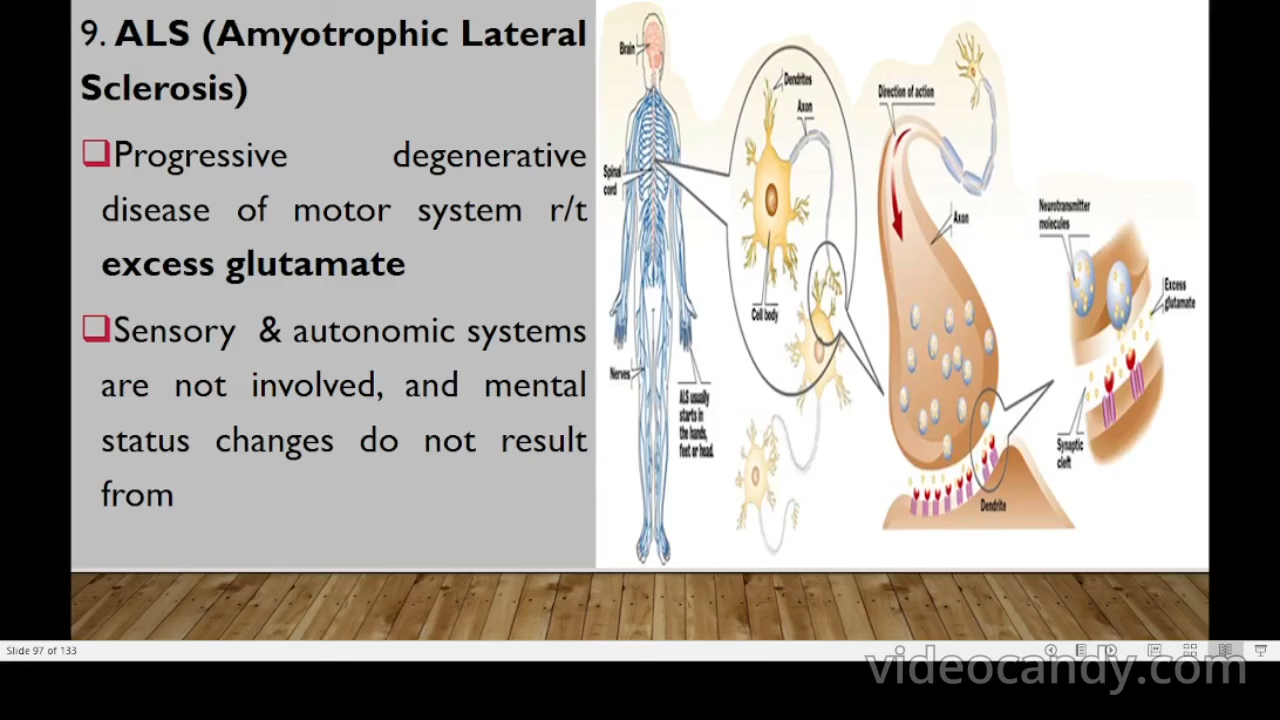 9. ALS (Amyotrophic Lateral
Sclerosis)
❑Progressive degenerative
disease of motor system r/t
excess glutamate
❑Sensory & autonomic systems
are not involved, and mental
status changes do not result
from
Brain
Spinal
cord
Nerves
ALS usually
starts in
the hands,
feet or head.
Dendrites
Axon
Cell body
Direction of action
Axon
Dendrite
Neurotransmitter
molecules
Excess
glutamate
Synaptic
cleft
Slide 97 of 133
videocandy.com